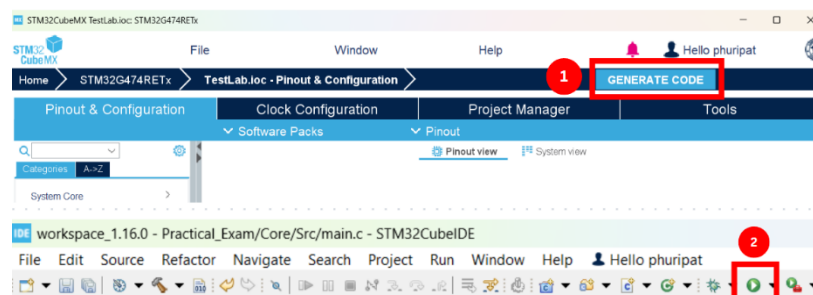 STM32CubeMX TestLab.ioc: STM32G474RETx
STM32 CubeMX File Window Help Hello phuripat
Home STM32G474RETx TestLab.ioc - Pinout & Configuration 1 GENERATE CODE
Pinout & Configuration Clock Configuration Project Manager Tools
Software Packs Pinout
Pinout view System view
Categories A->Z
System Core
IDE workspace_1.16.0 - Practical_Exam/Core/Src/main.c - STM32CubeIDE
2
File Edit Source Refactor Navigate Search Project Run Window Help Hello phuripat